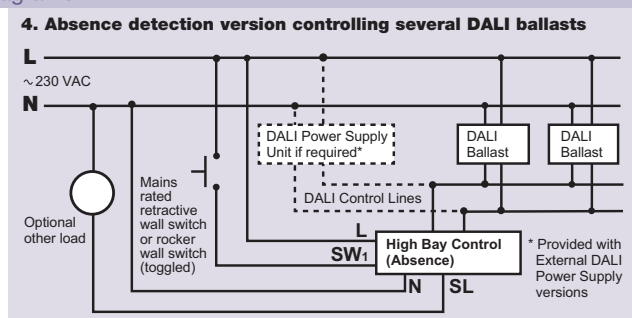 4. Absence detection version controlling several DALI ballasts
L
~230 VAC
N
DALI Power Supply
Unit if required*
DALI
Ballast
DALI
Ballast
Mains
rated
retractive
wall switch
or rocker
wall switch
(toggled)
Optional
other load
DALI Control Lines
L
SW1
High Bay Control
(Absence)
N
SL
* Provided with
External DALI
Power Supply
versions